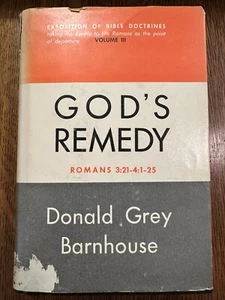 EXPOSITION OF BIBLE DOCTRINES
taking the Epistle to the Romans as the point
of departure VOLUME III
GOD'S
REMEDY
ROMANS 3:21-4:1-25
Donald Grey
Barnhouse